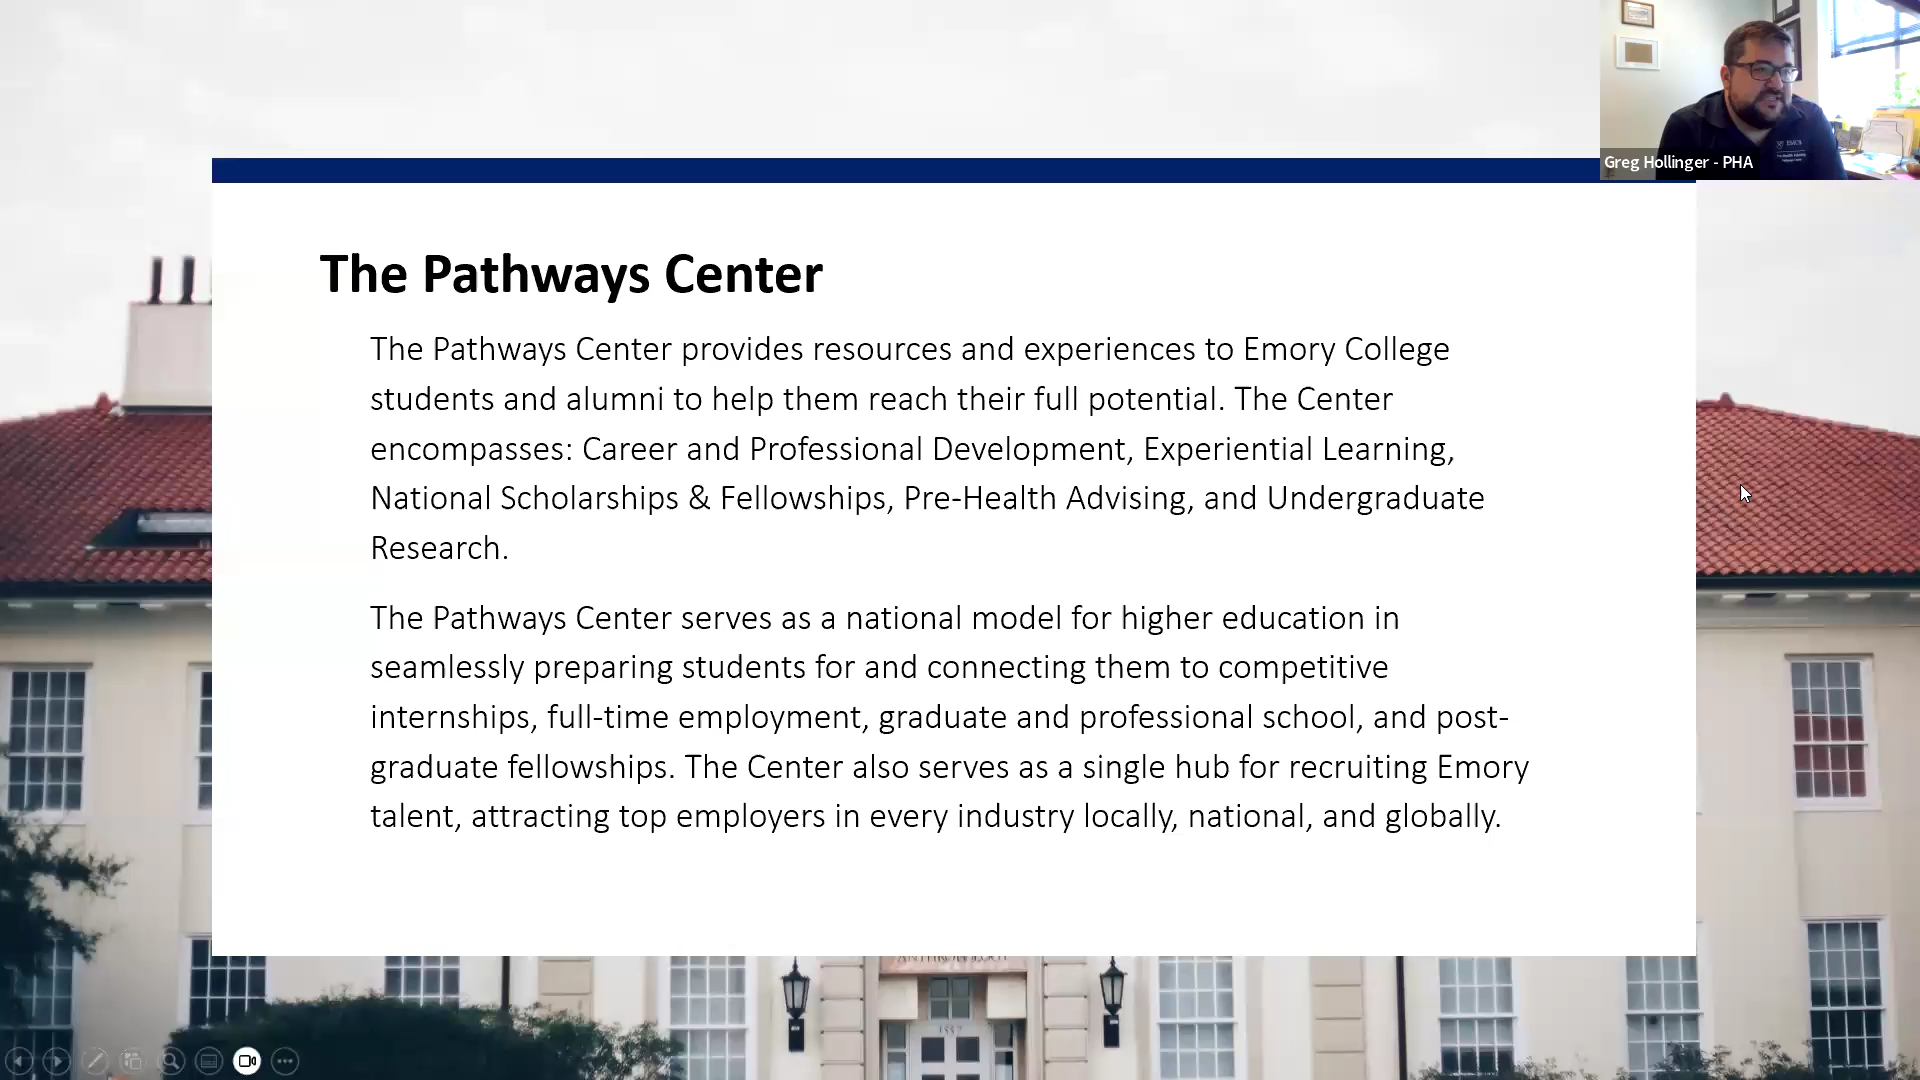 Greg Hollinger - PHA
The Pathways Center
The Pathways Center provides resources and experiences to Emory College
students and alumni to help them reach their full potential. The Center
encompasses: Career and Professional Development, Experiential Learning,
National Scholarships & Fellowships, Pre-Health Advising, and Undergraduate
Research.
The Pathways Center serves as a national model for higher education in
seamlessly preparing students for and connecting them to competitive
internships, full-time employment, graduate and professional school, and post-
graduate fellowships. The Center also serves as a single hub for recruiting Emory
talent, attracting top employers in every industry locally, national, and globally.
ANTHROPOLOGY